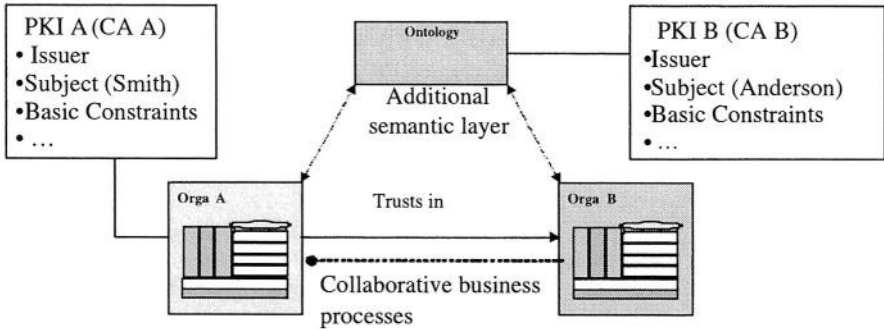 PKI A (CA A)
• Issuer
•Subject (Smith)
•Basic Constraints
• …
Ontology
Additional
semantic layer
PKI B (CA B)
•Issuer
•Subject (Anderson)
•Basic Constraints
• …
Orga A
Trusts in
Orga B
Collaborative business
processes